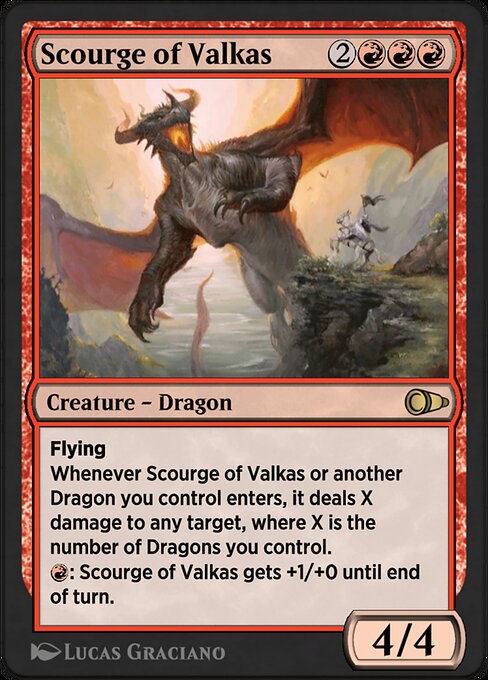 Scourge of Valkas 2
Creature – Dragon
Flying
Whenever Scourge of Valkas or another
Dragon you control enters, it deals X
damage to any target, where X is the
number of Dragons you control.
: Scourge of Valkas gets +1/+0 until end
of turn.
4/4
Lucas Graciano